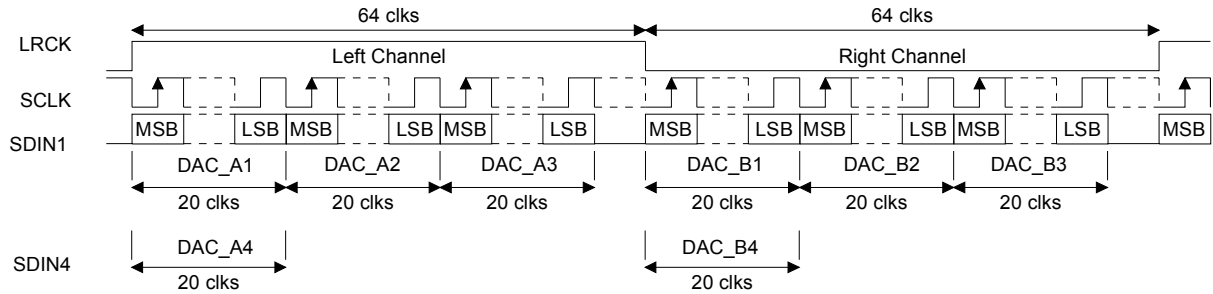 64 clks 64 clks
LRCK Left Channel Right Channel
SCLK
SDIN1 MSB LSB MSB LSB MSB LSB MSB LSB MSB LSB MSB LSB MSB
DAC_A1 DAC_A2 DAC_A3 DAC_B1 DAC_B2 DAC_B3
20 clks 20 clks 20 clks 20 clks 20 clks 20 clks
SDIN4 DAC_A4 DAC_B4
20 clks 20 clks